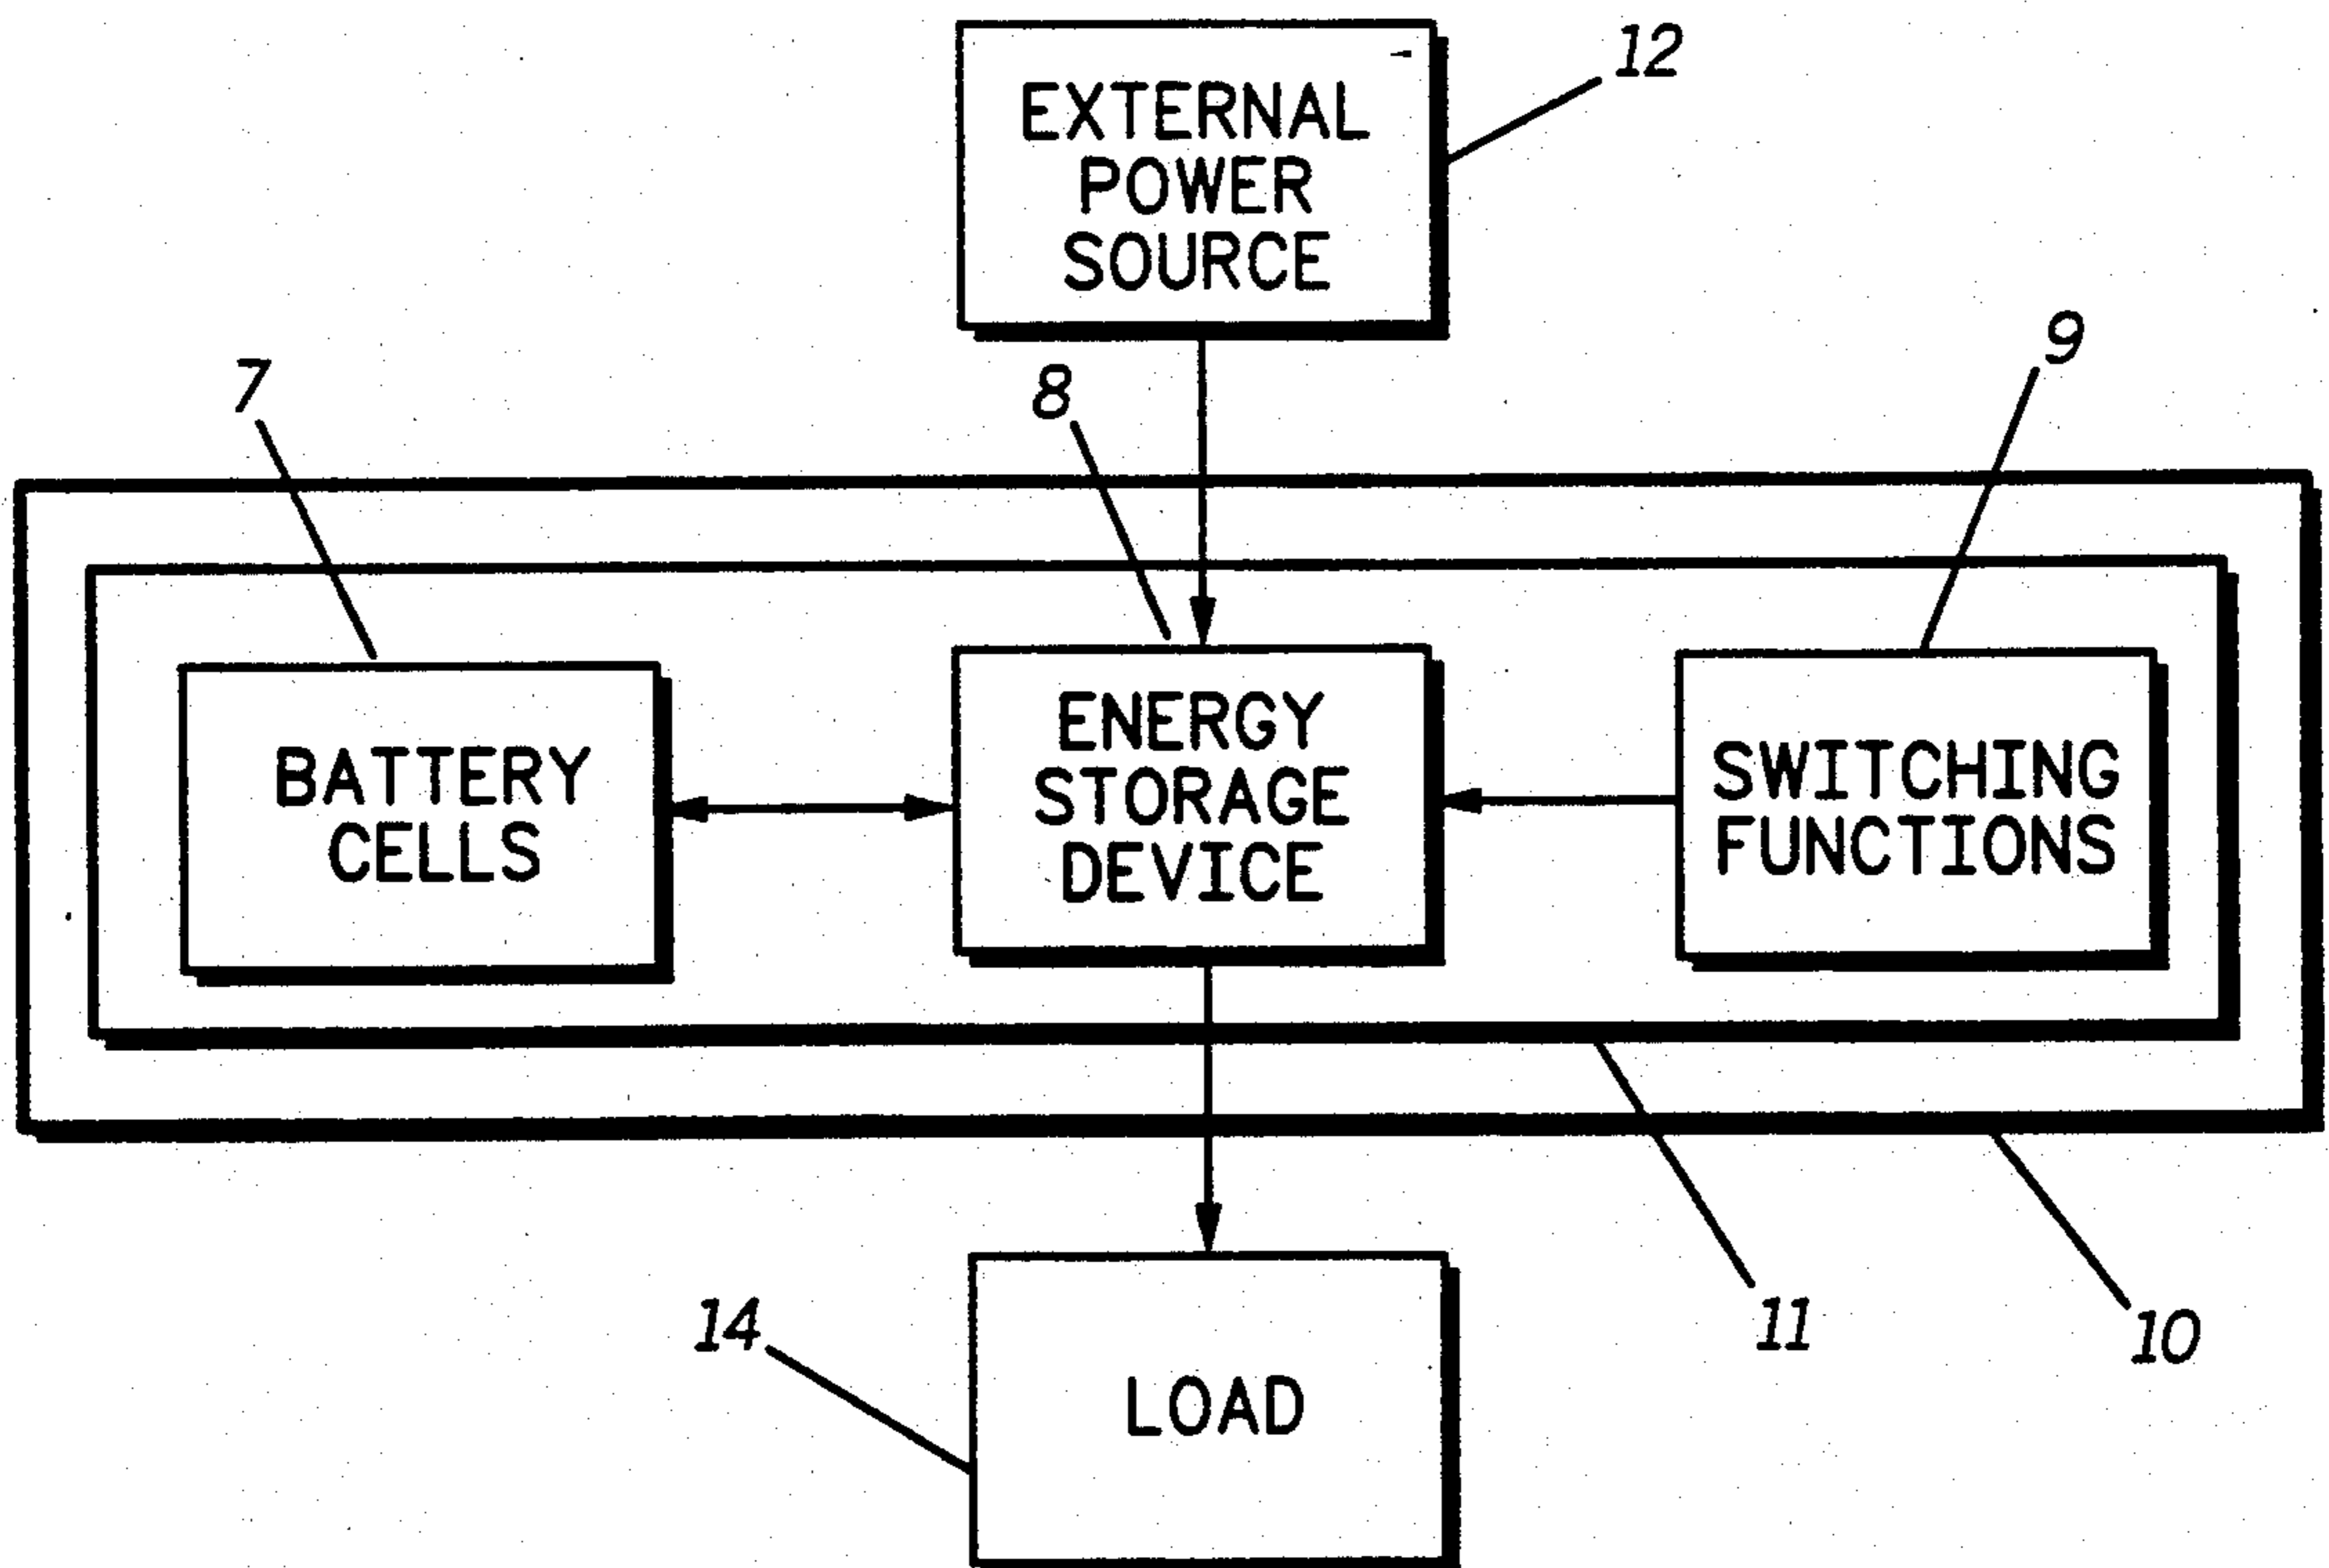 12
EXTERNAL
POWER
SOURCE
7
8
9
BATTERY
CELLS
ENERGY
STORAGE
DEVICE
SWITCHING
FUNCTIONS
14
11
10
LOAD